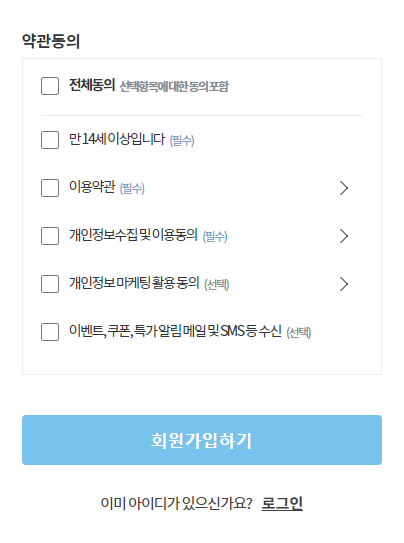 약관동의
전체동의 선택항목에 대한 동의 포함
만 14세 이상입니다 (필수)
이용약관 (필수)
개인정보수집 및 이용동의 (필수)
개인정보 마케팅 활용 동의 (선택)
이벤트, 쿠폰, 특가 알림 메일 및 SMS 등 수신 (선택)
회원가입하기
이미 아이디가 있으신가요? 로그인